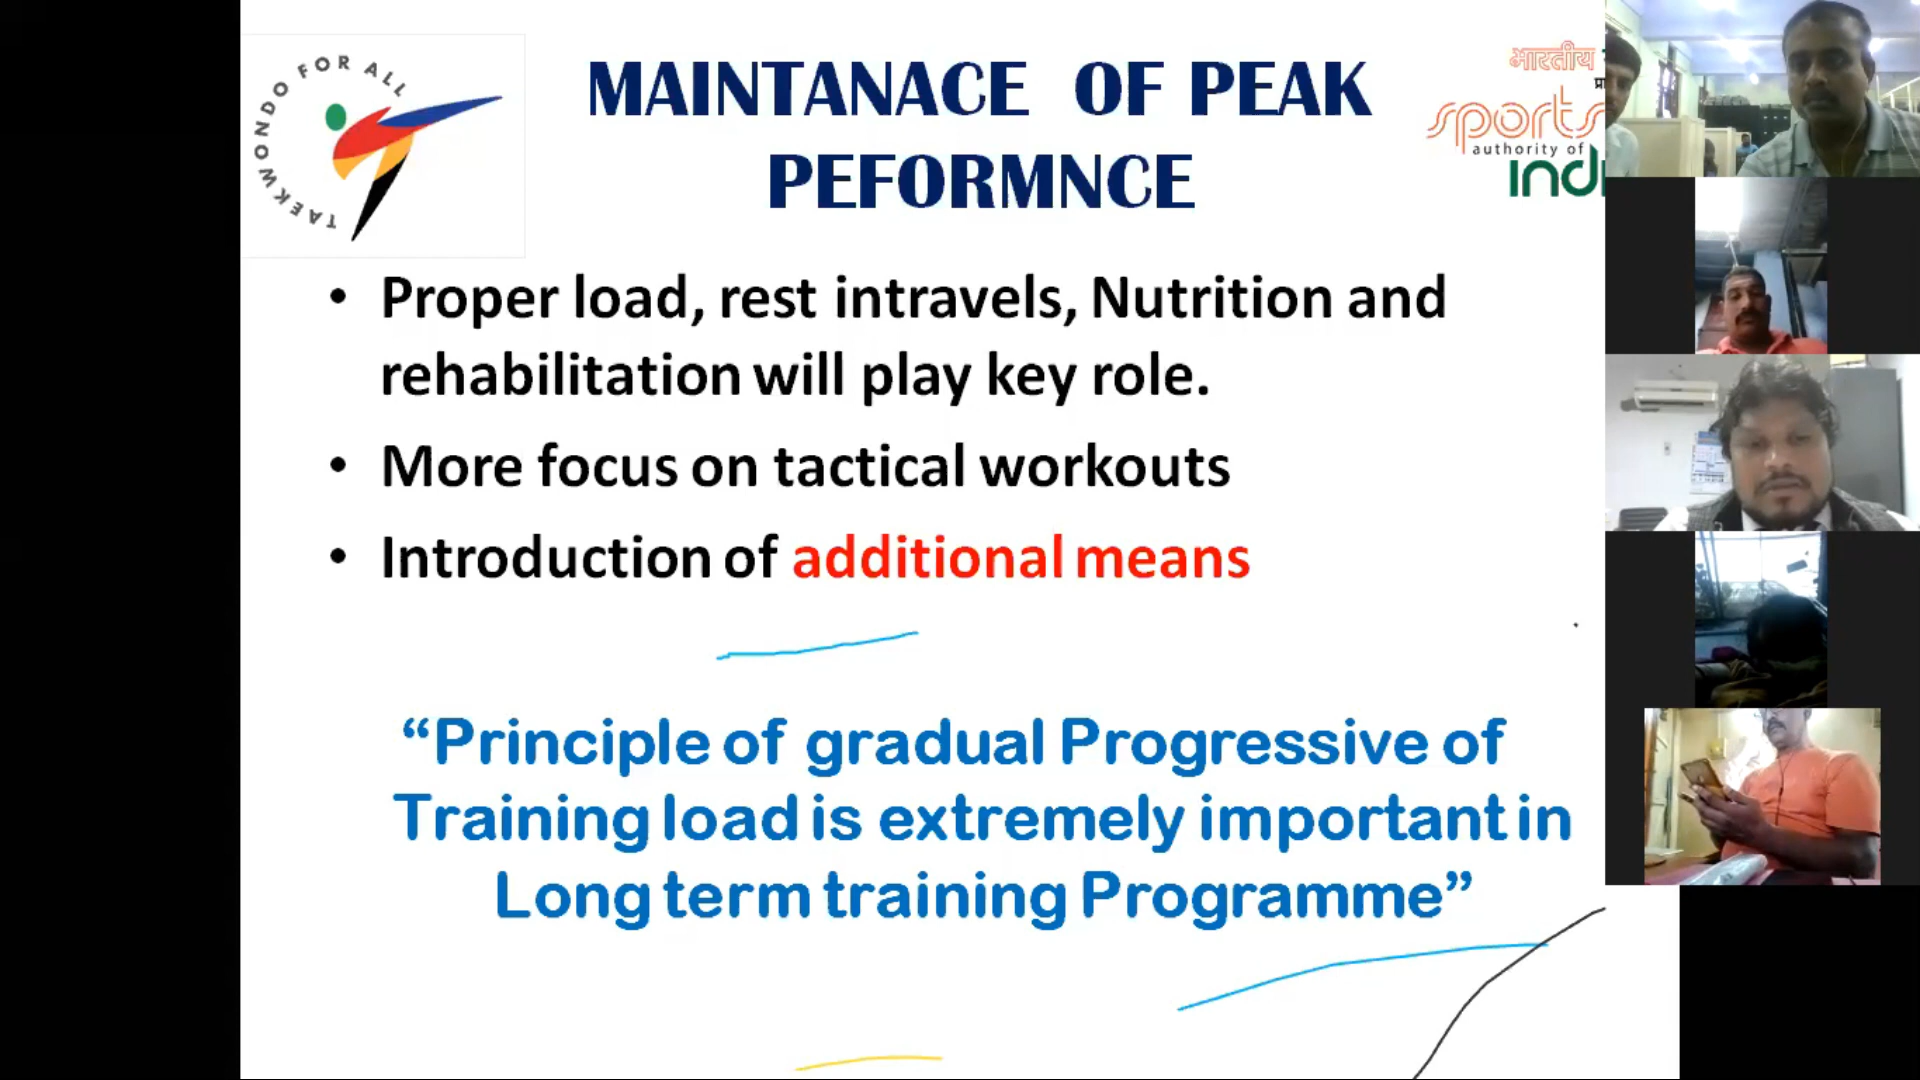 TAEKWONDO FOR ALL
MAINTANACE OF PEAK
PEFORMNCE
भारतीय
sports
authority of
indi
• Proper load, rest intravels, Nutrition and
rehabilitation will play key role.
• More focus on tactical workouts
• Introduction of additional means
“Principle of gradual Progressive of
Training load is extremely important in
Long term training Programme”